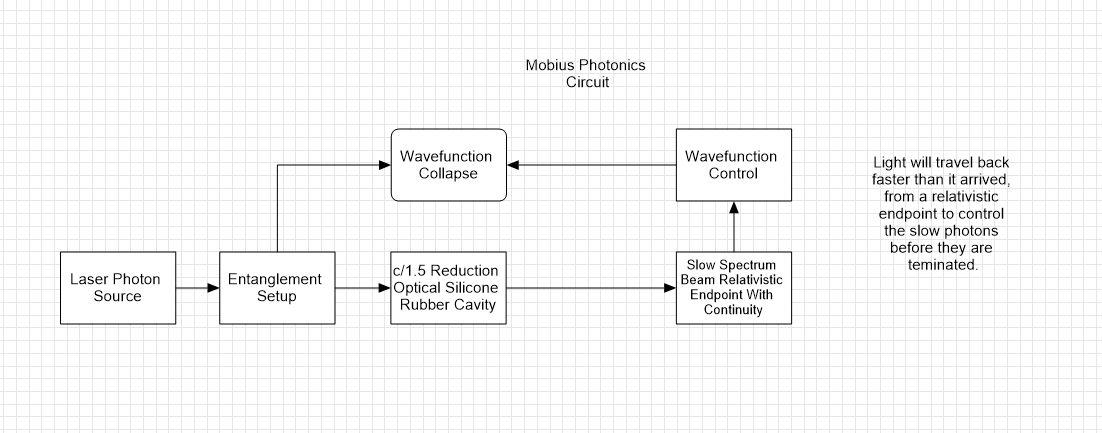 Mobius Photonics
Circuit
Wavefunction
Collapse
Wavefunction
Control
Light will travel back
faster than it arrived,
from a relativistic
endpoint to control
the slow photons
before they are
teminated.
Laser Photon
Source
Entanglement
Setup
c/1.5 Reduction
Optical Silicone
Rubber Cavity
Slow Spectrum
Beam Relativistic
Endpoint With
Continuity